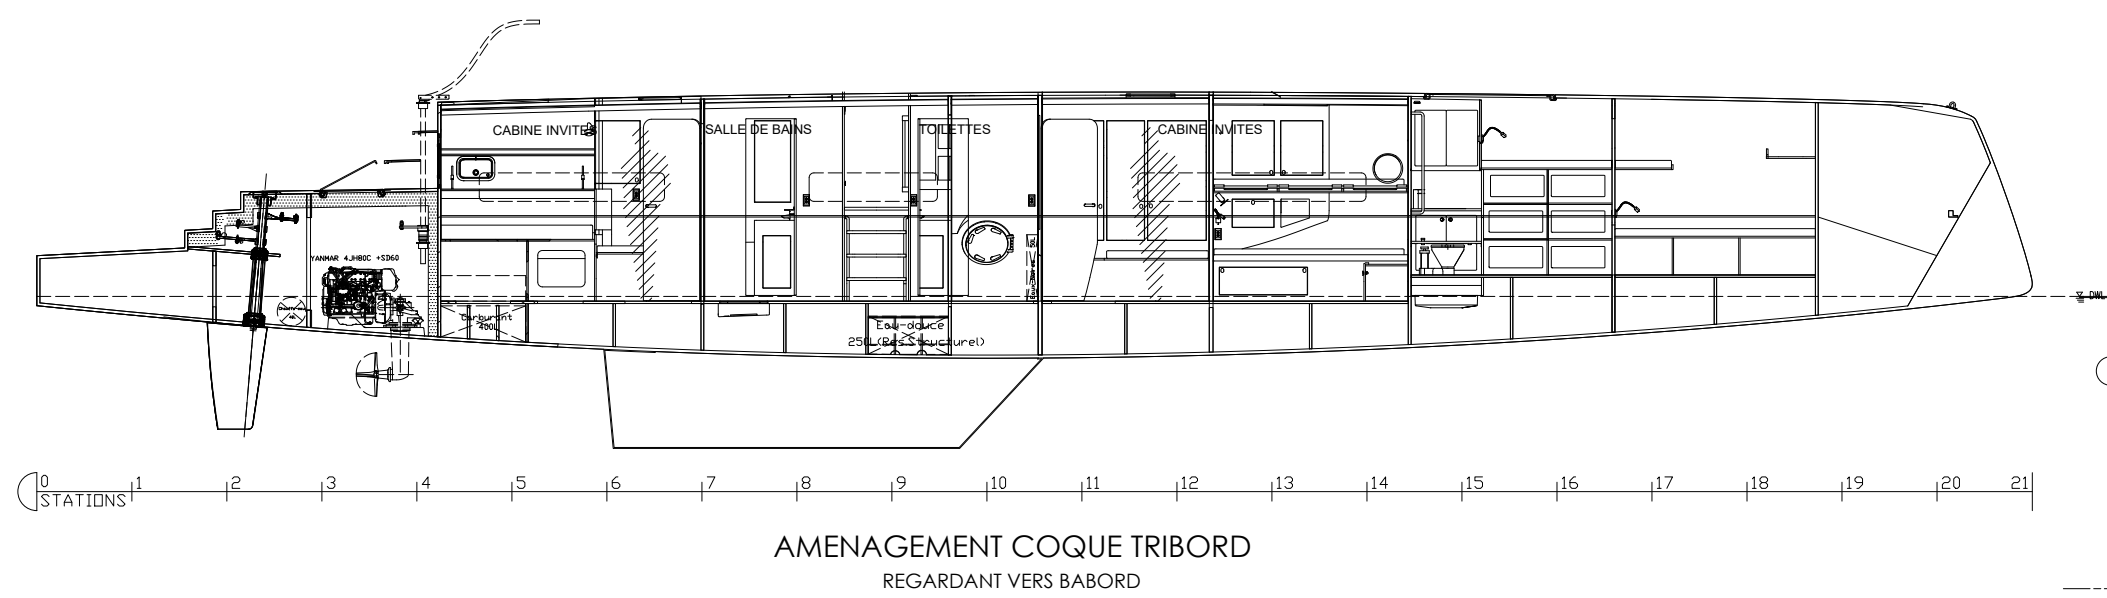 CABINE INVITES
SALLE DE BAINS
TOILETTES
CABINE INVITES
YANMAR 4JH80C +SD60
DWL
Carburant
400L
Eau-douce
250L(Res.Structurel)
0 1 2 3 4 5 6 7 8 9 10 11 12 13 14 15 16 17 18 19 20 21
STATIONS
AMENAGEMENT COQUE TRIBORD
REGARDANT VERS BABORD